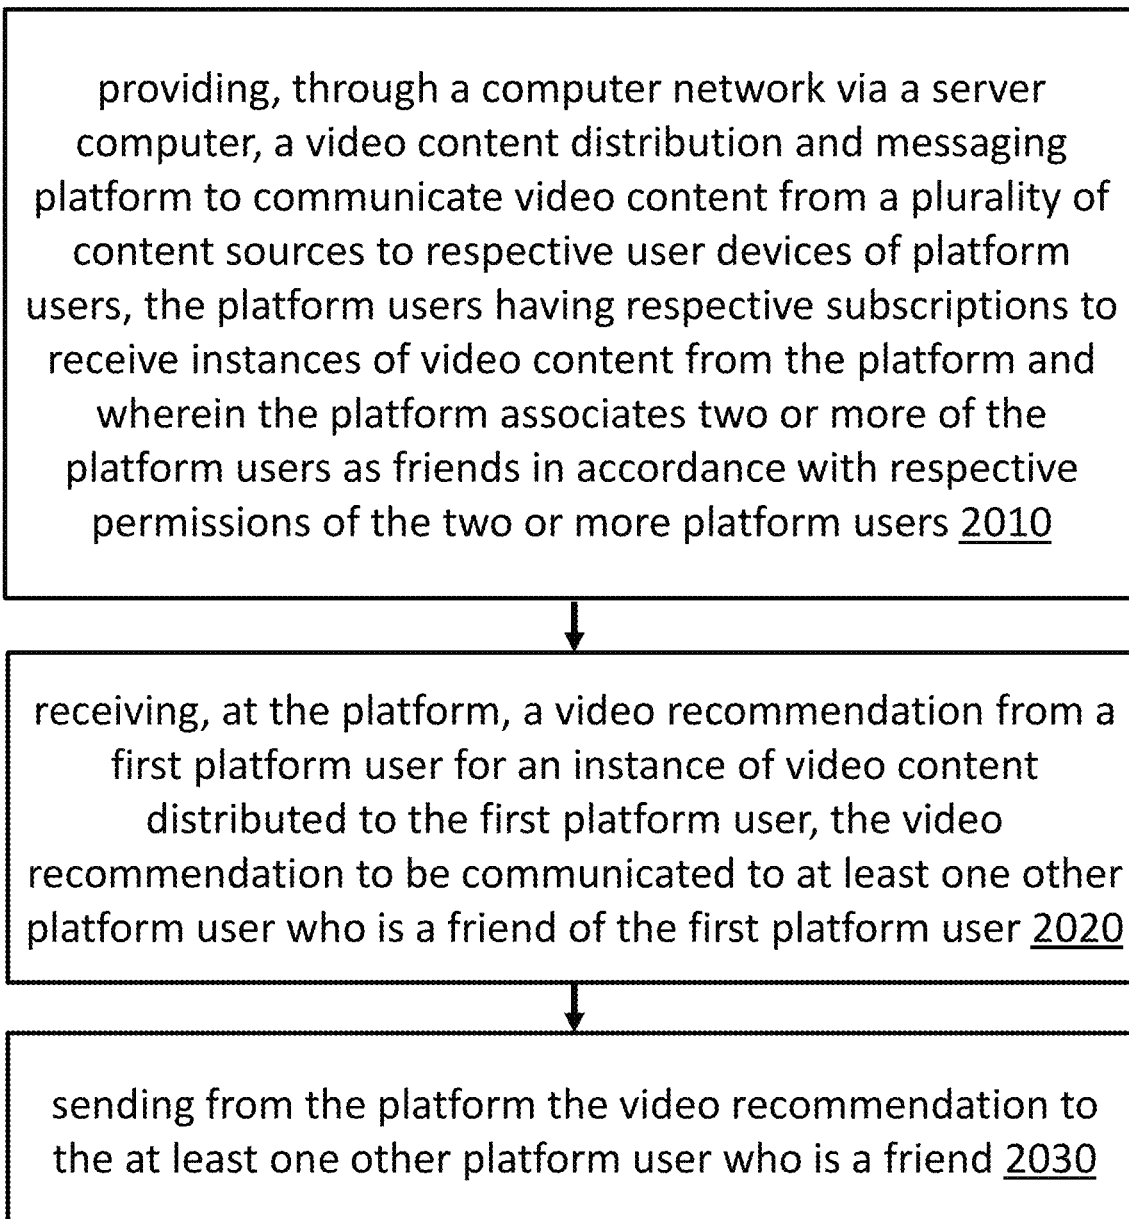 providing, through a computer network via a server
computer, a video content distribution and messaging
platform to communicate video content from a plurality of
content sources to respective user devices of platform
users, the platform users having respective subscriptions to
receive instances of video content from the platform and
wherein the platform associates two or more of the
platform users as friends in accordance with respective
permissions of the two or more platform users 2010
receiving, at the platform, a video recommendation from a
first platform user for an instance of video content
distributed to the first platform user, the video
recommendation to be communicated to at least one other
platform user who is a friend of the first platform user 2020
sending from the platform the video recommendation to
the at least one other platform user who is a friend 2030